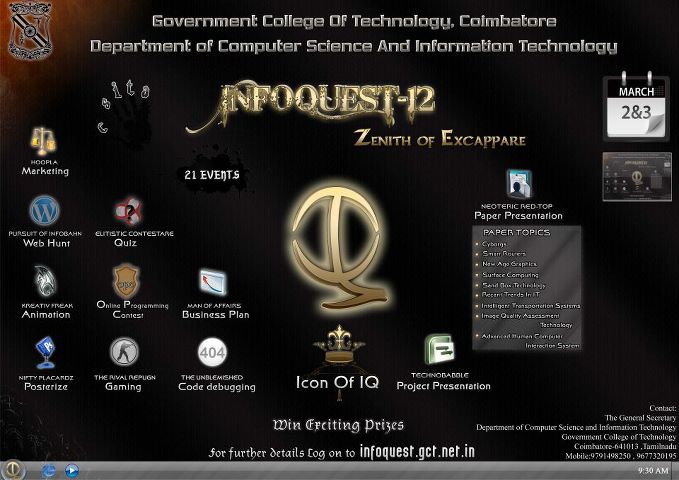 Government College Of Technology, Coimbatore
Department of Computer Science And Information Technology
c s i t a
INFOQUEST-12
Zenith of Excappare
MARCH
2&3
21 EVENTS
HOOPLA
Marketing
PURSUIT OF INFOBAHN
Web Hunt
ELITISTIC CONTESTARE
Quiz
KREATIV FREAK
Animation
Online Programming
Contest
MAN OF AFFAIRS
Business Plan
NIFTY PLACARDZ
Posterize
THE RIVAL REPUGN
Gaming
404
THE UNBLEMISHED
Code debugging
Icon Of IQ
TECHNOBABBLE
Project Presentation
NEOTERIC RED-TOP
Paper Presentation
PAPER TOPICS
Cyborgs
Smart Routers
New Age Graphics
Surface Computing
Sand Box Technology
Recent Trends In IT
Intelligent Transportation Systems
Image Quality Assessment
Technology
Advanced Human Computer
Interaction System
Win Exciting Prizes
For further details Log on to infoquest.gct.net.in
Contact:
The General Secretary
Department of Computer Science and Information Technology
Government College of Technology
Coimbatore-641013 ,Tamilnadu
Mobile:9791498250 , 9677320195
9:30 AM